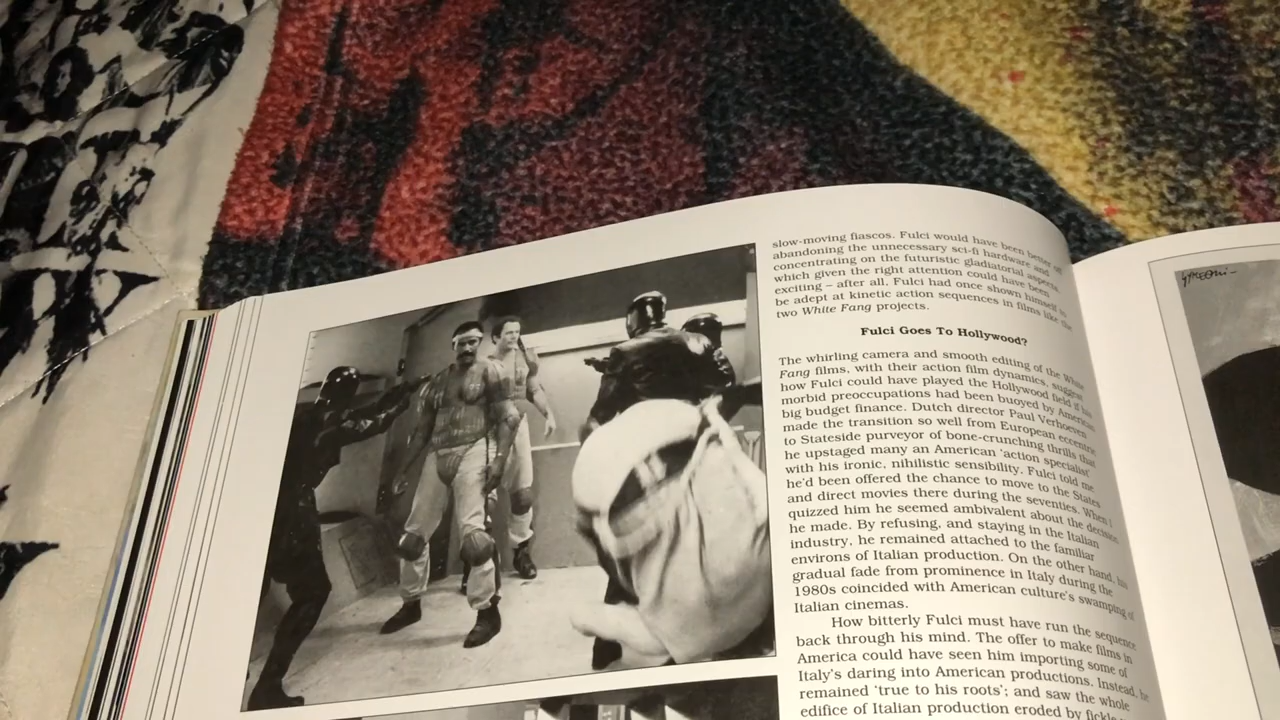 slow-moving fiascos. Fulci would have been better off
abandoning the unnecessary sci-fi hardware and
concentrating on the futuristic gladiatorial aspects,
which given the right attention could have been
exciting – after all, Fulci had once shown himself to
be adept at kinetic action sequences in films like the
two White Fang projects.
Fulci Goes To Hollywood?
The whirling camera and smooth editing of the White
Fang films, with their action film dynamics, suggest
how Fulci could have played the Hollywood field if his
morbid preoccupations had been buoyed by American
big budget finance. Dutch director Paul Verhoeven
made the transition so well from European eccentric
to Stateside purveyor of bone-crunching thrills that
he upstaged many an American 'action specialist'
with his ironic, nihilistic sensibility. Fulci told me
he'd been offered the chance to move to the States
and direct movies there during the seventies. When I
quizzed him he seemed ambivalent about the decision
he made. By refusing, and staying in the Italian
industry, he remained attached to the familiar
environs of Italian production. On the other hand, his
gradual fade from prominence in Italy during the
1980s coincided with American culture's swamping of
Italian cinemas.
How bitterly Fulci must have run the sequence
back through his mind. The offer to make films in
America could have seen him importing some of
Italy's daring into American productions. Instead, he
remained 'true to his roots'; and saw the whole
edifice of Italian production eroded by fickle